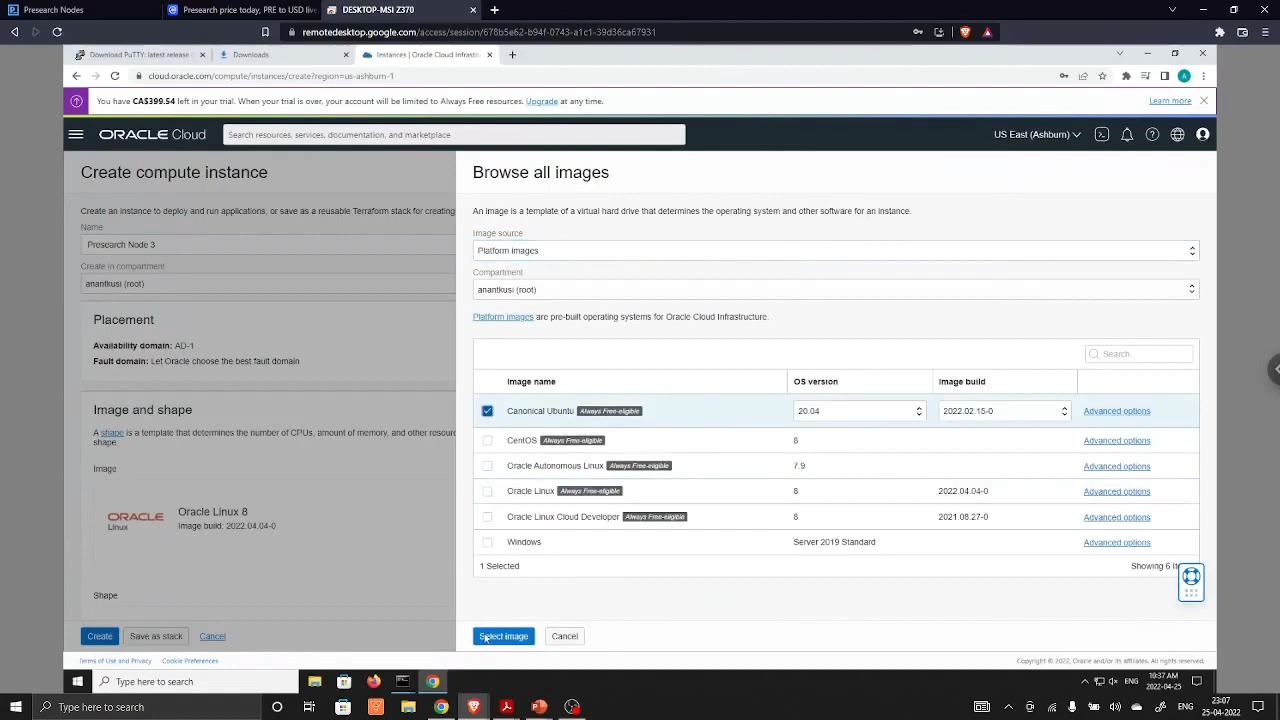 Presearch Nodes
Presearch price today, PRE to USD live
DESKTOP-MSI Z370
remotedesktop.google.com/access/session/678b5e62-b94f-0743-a1c1-39d36ca67931
Download PuTTY: latest release
Downloads
Instances | Oracle Cloud Infrastr
cloud.oracle.com/compute/instances/create?region=us-ashburn-1
You have CA$399.54 left in your trial. When your trial is over, your account will be limited to Always Free resources. Upgrade at any time.
Learn more
ORACLE Cloud
Search resources, services, documentation, and marketplace
US East (Ashburn)
Create compute instance
Create an instance to deploy and run applications, or save as a reusable Terraform stack for creating
Name
Presearch Node 3
Create in compartment
anantkusi (root)
Placement
Availability domain: AD-1
Fault domain: Let Oracle choose the best fault domain
Image and shape
A shape is a template that determines the number of CPUs, amount of memory, and other resourc
shape.
Image
ORACLE
Linux
Oracle Linux 8
Image build: 2022.04.04-0
Shape
Create
Save as stack
Cancel
Browse all images
An image is a template of a virtual hard drive that determines the operating system and other software for an instance.
Image source
Platform images
Compartment
anantkusi (root)
Platform images are pre-built operating systems for Oracle Cloud Infrastructure.
Search
Image name OS version Image build
Canonical Ubuntu Always Free-eligible 20.04 2022.02.15-0 Advanced options
CentOS Always Free-eligible 8 Advanced options
Oracle Autonomous Linux Always Free-eligible 7.9 Advanced options
Oracle Linux Always Free-eligible 8 2022.04.04-0 Advanced options
Oracle Linux Cloud Developer Always Free-eligible 8 2021.08.27-0 Advanced options
Windows Server 2019 Standard Advanced options
1 Selected
Showing 6 It
Select image
Cancel
Terms of Use and Privacy
Cookie Preferences
Copyright © 2022, Oracle and/or its affiliates. All rights reserved.
Type here to search
ENG
10:37 AM
2022-04-25
Type here to search
ENG
23:07
25-04-2022